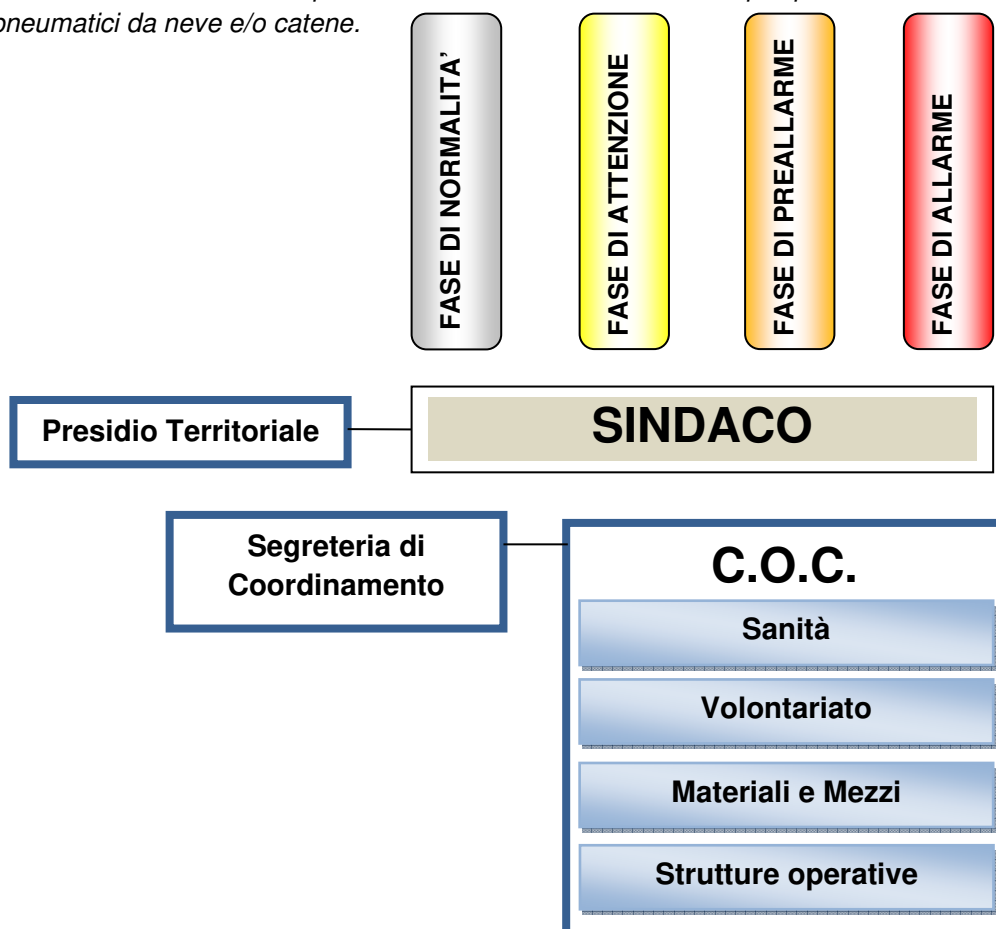 pneumatici da neve e/o catene.
FASE DI NORMALITA’
FASE DI ATTENZIONE
FASE DI PREALLARME
FASE DI ALLARME
Presidio Territoriale
SINDACO
Segreteria di
Coordinamento
C.O.C.
Sanità
Volontariato
Materiali e Mezzi
Strutture operative